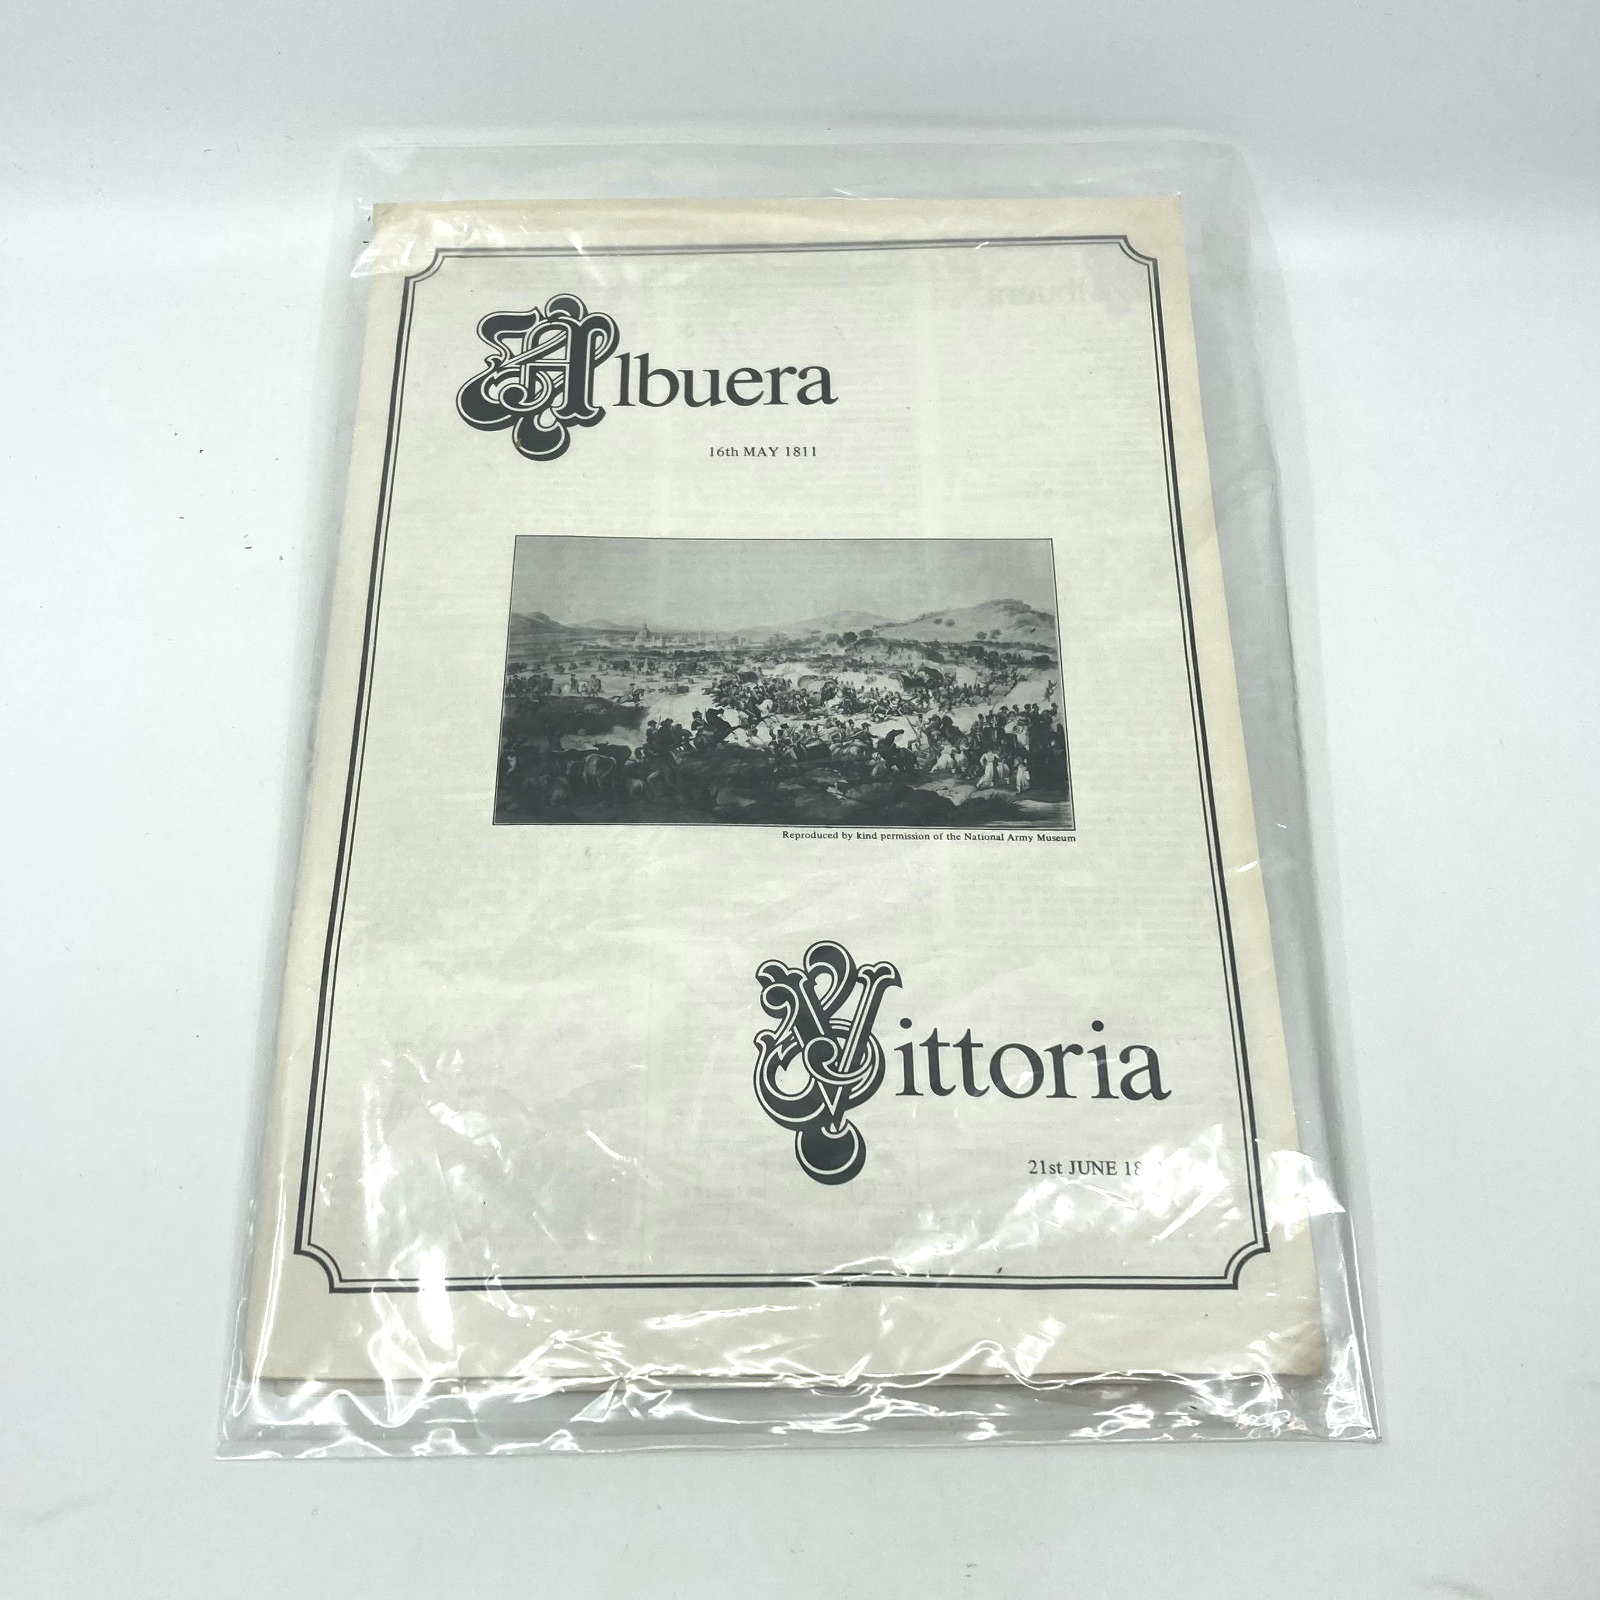 Albuera
16th MAY 1811
Reproduced by kind permission of the National Army Museum
Vittoria
21st JUNE 18